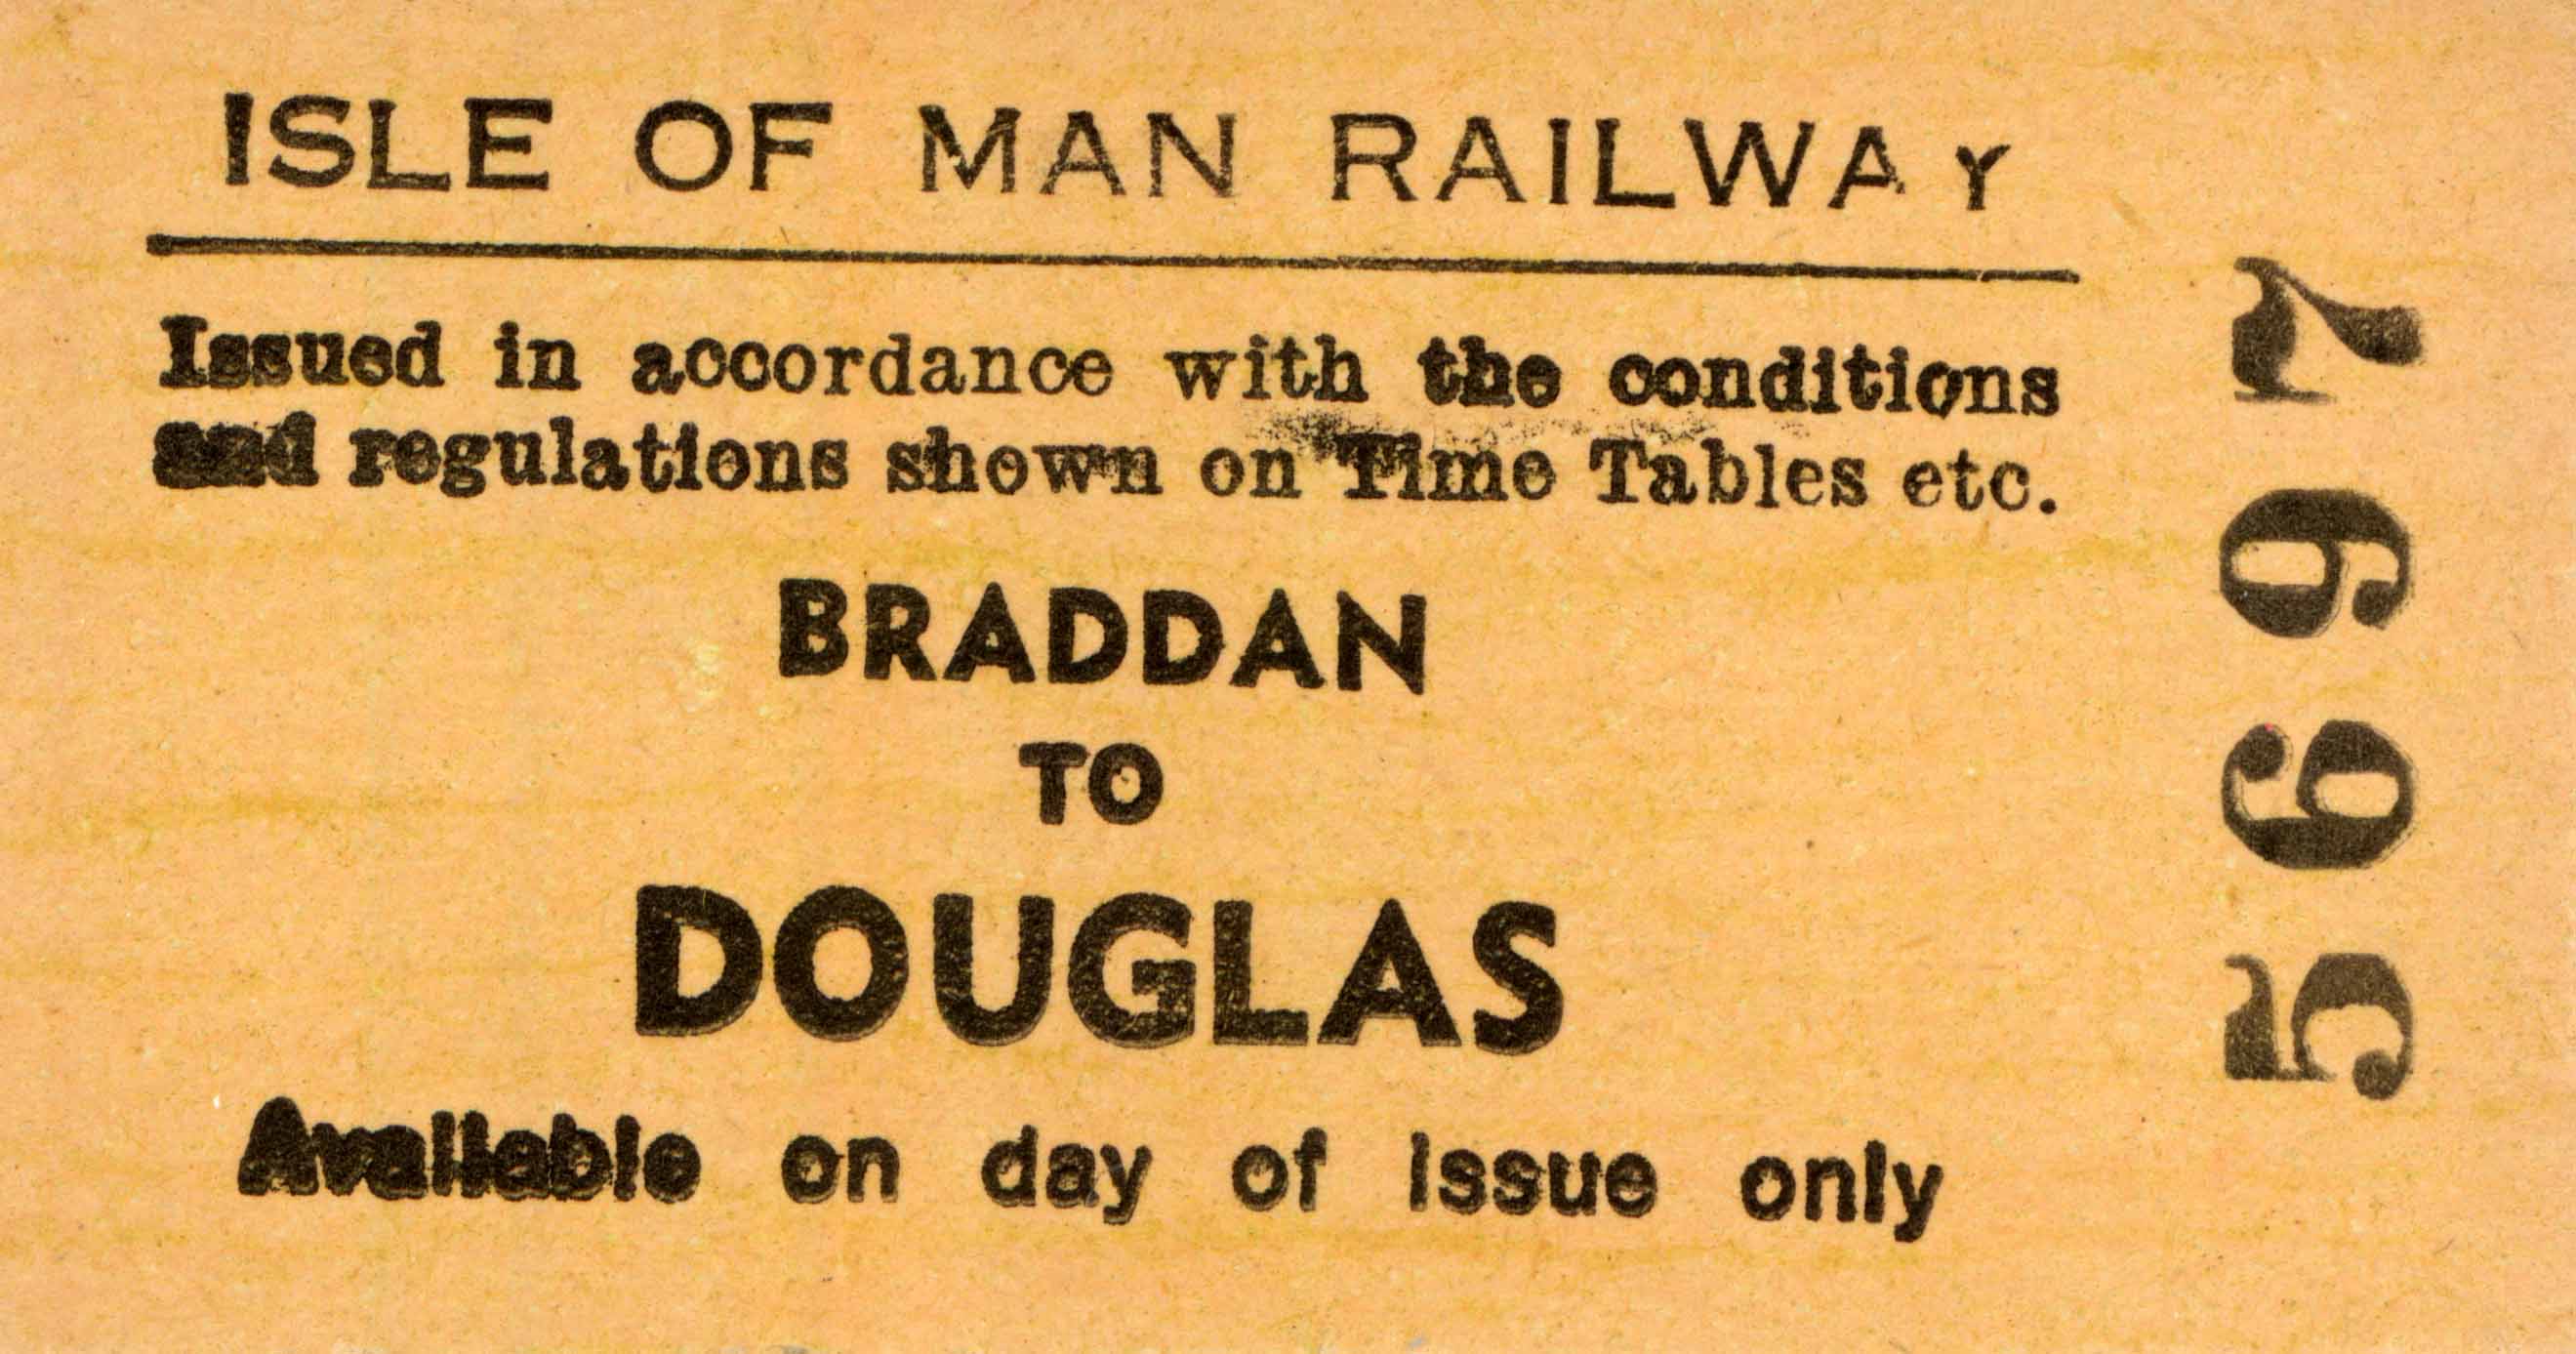 ISLE OF MAN RAILWAY
Issued in accordance with the conditions
and regulations shown on Time Tables etc.
BRADDAN
TO
DOUGLAS
Available on day of issue only
5697